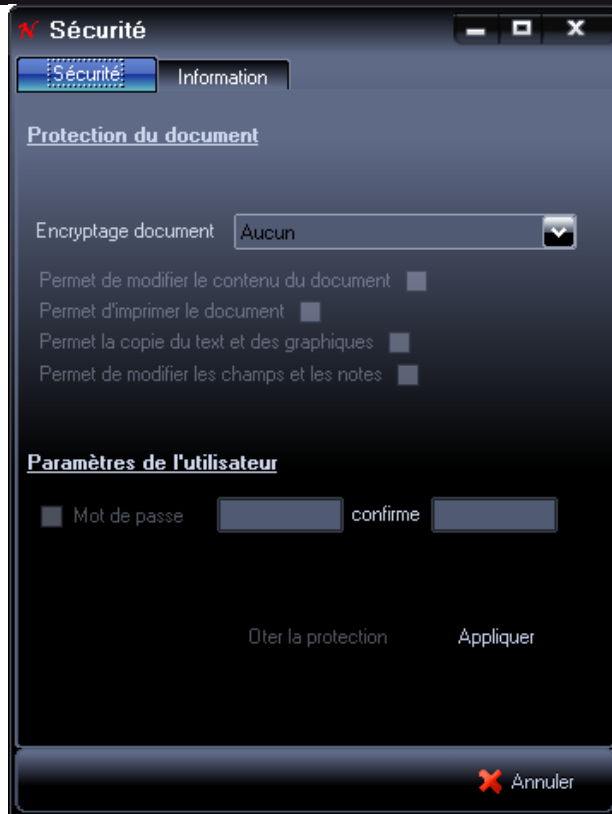 N Sécurité
Sécurité Information
Protection du document
Encryptage document Aucun
Permet de modifier le contenu du document
Permet d'imprimer le document
Permet la copie du text et des graphiques
Permet de modifier les champs et les notes
Paramètres de l'utilisateur
Mot de passe confirme
Oter la protection Appliquer
Annuler